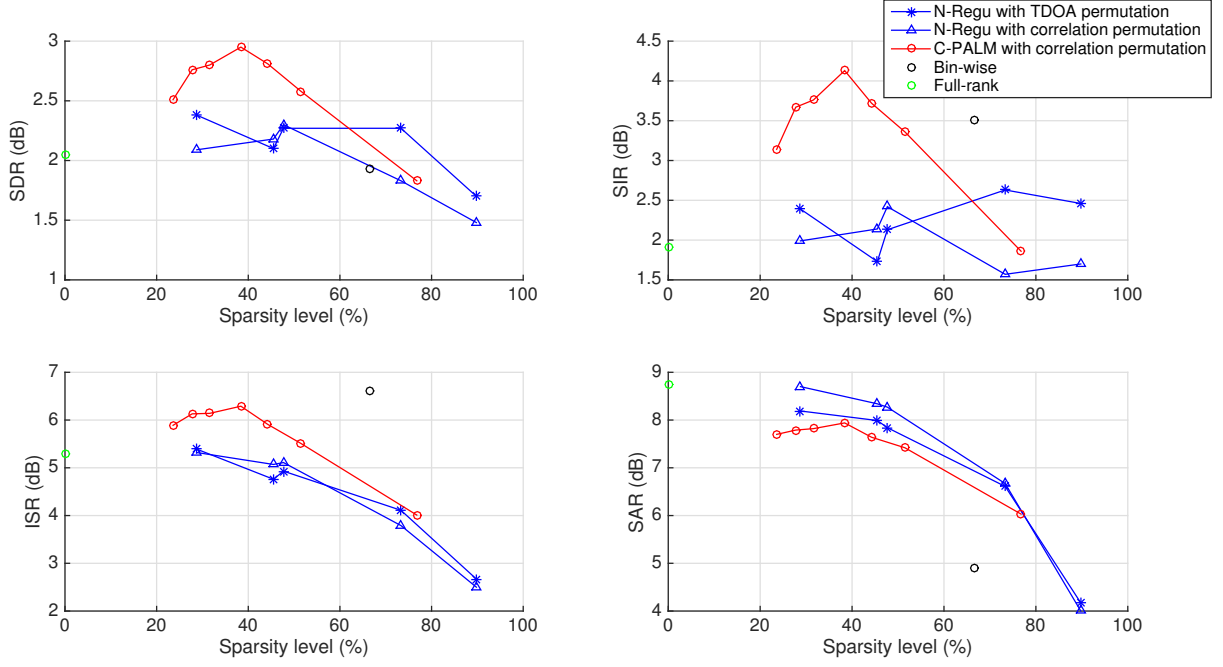 N-Regu with TDOA permutation
N-Regu with correlation permutation
C-PALM with correlation permutation
Bin-wise
Full-rank
3
2.5
2
1.5
1
SDR (dB)
0 20 40 60 80 100
Sparsity level (%)
4.5
4
3.5
3
2.5
2
1.5
SIR (dB)
0 20 40 60 80 100
Sparsity level (%)
7
6
5
4
3
2
ISR (dB)
0 20 40 60 80 100
Sparsity level (%)
9
8
7
6
5
4
SAR (dB)
0 20 40 60 80 100
Sparsity level (%)